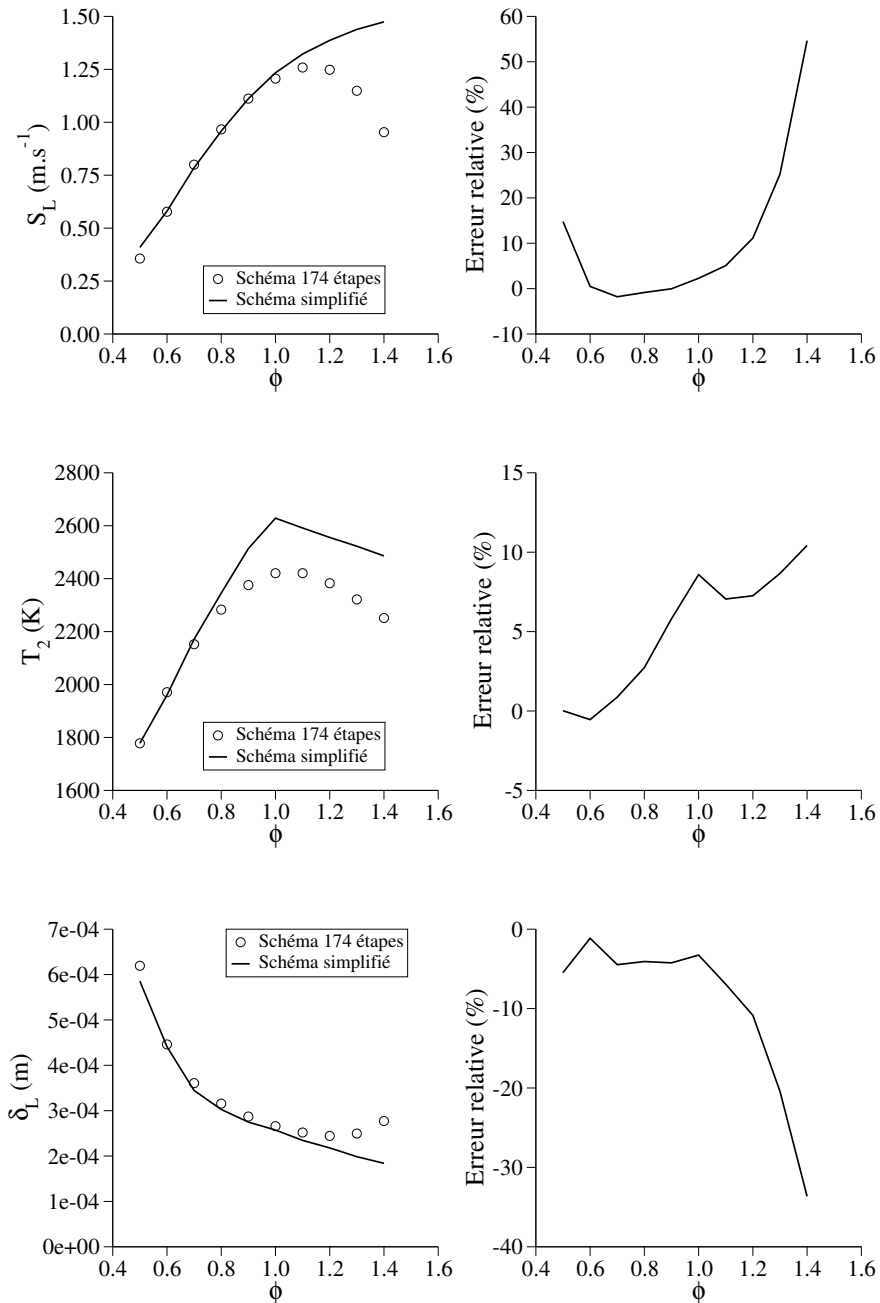 1.50
1.25
1.00
0.75
0.50
0.25
0.00
S_L (m.s^-1)
Schéma 174 étapes
Schéma simplifié
0.4 0.6 0.8 1.0 1.2 1.4 1.6
ϕ
60
50
40
30
20
10
0
-10
Erreur relative (%)
0.4 0.6 0.8 1.0 1.2 1.4 1.6
ϕ
2800
2600
2400
2200
2000
1800
1600
T_2 (K)
Schéma 174 étapes
Schéma simplifié
0.4 0.6 0.8 1.0 1.2 1.4 1.6
ϕ
15
10
5
0
-5
Erreur relative (%)
0.4 0.6 0.8 1.0 1.2 1.4 1.6
ϕ
7e-04
6e-04
5e-04
4e-04
3e-04
2e-04
1e-04
0e+00
δ_L (m)
Schéma 174 étapes
Schéma simplifié
0.4 0.6 0.8 1.0 1.2 1.4 1.6
ϕ
0
-10
-20
-30
-40
Erreur relative (%)
0.4 0.6 0.8 1.0 1.2 1.4 1.6
ϕ